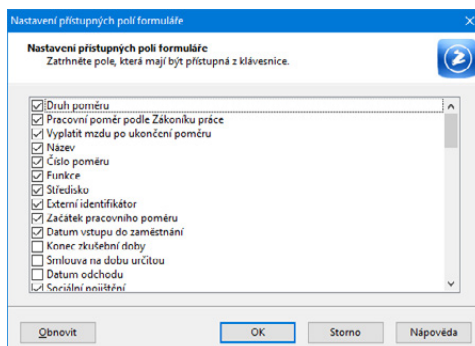 Nastavení přístupných polí formuláře
Nastavení přístupných polí formuláře
Zatrhněte pole, která mají být přístupná z klávesnice.
2
Druh poměru
Pracovní poměr podle Zákoníku práce
Vyplatit mzdu po ukončení poměru
Název
Číslo poměru
Funkce
Středisko
Externí identifikátor
Začátek pracovního poměru
Datum vstupu do zaměstnání
Konec zkušební doby
Smlouva na dobu určitou
Datum odchodu
Sociální pojištění
Obnovit OK Storno Nápověda